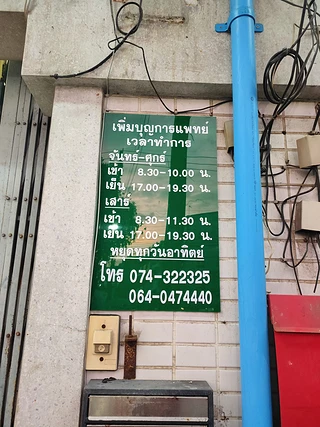 เพิ่มบุญการแพทย์
เวลาทำการ
จันทร์-ศุกร์
เช้า 8.30-10.00 น.
เย็น 17.00-19.30 น.
เสาร์
เช้า 8.30-11.30 น.
เย็น 17.00-19.30 น.
หยุดทุกวันอาทิตย์
โทร 074-322325
064-0474440